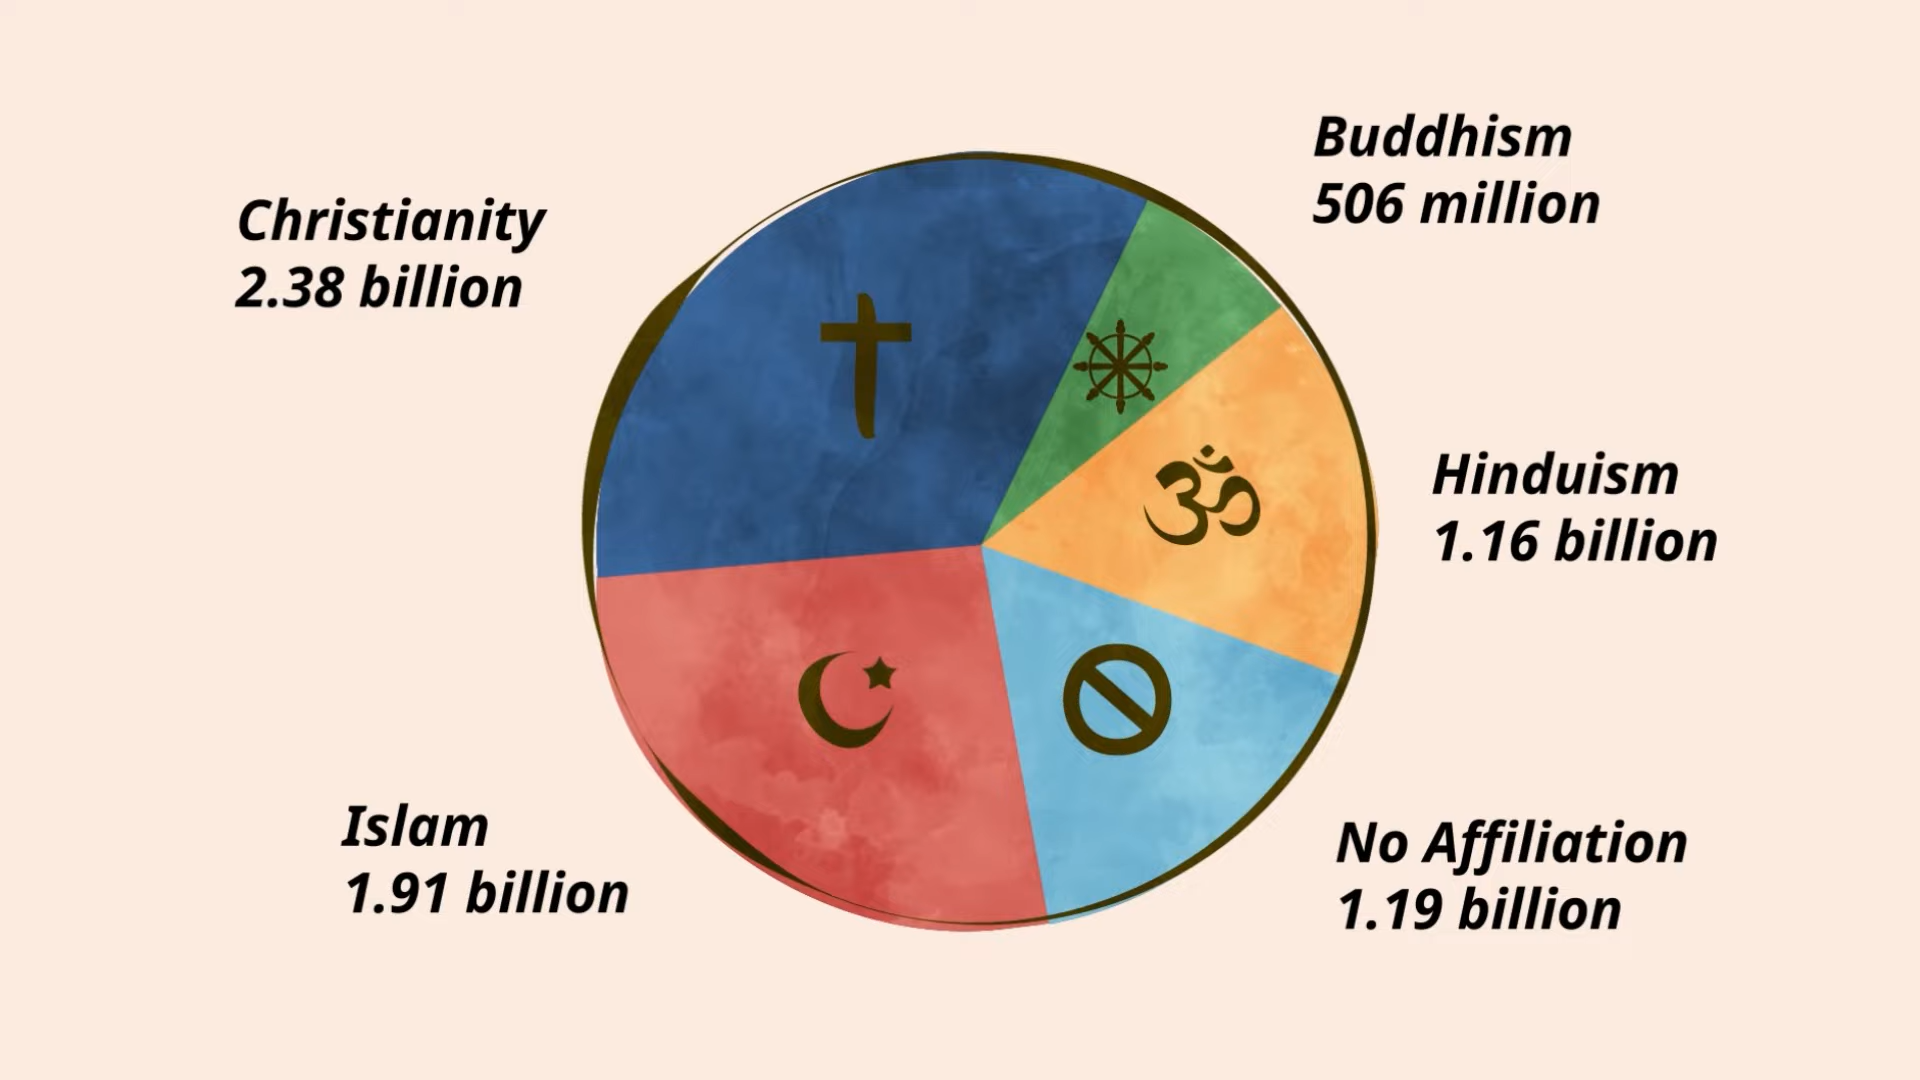 Christianity
2.38 billion
Buddhism
506 million
Hinduism
1.16 billion
Islam
1.91 billion
No Affiliation
1.19 billion